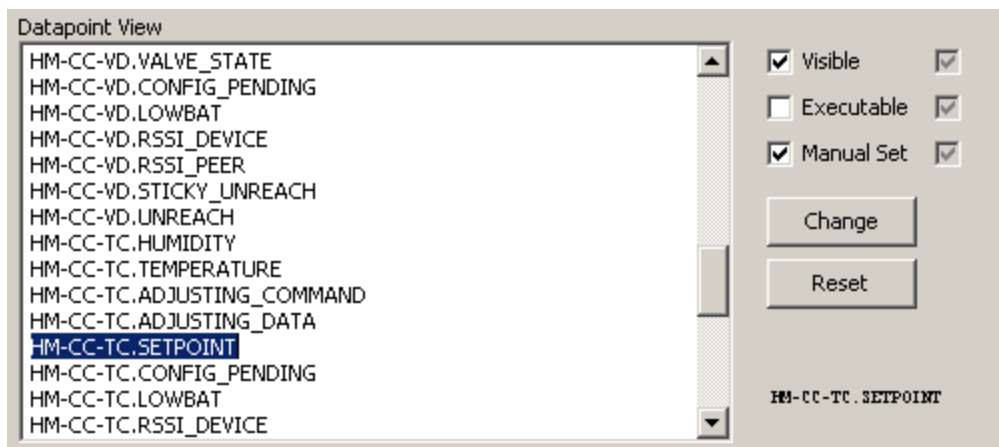 Datapoint View
HM-CC-VD.VALVE_STATE
HM-CC-VD.CONFIG_PENDING
HM-CC-VD.LOWBAT
HM-CC-VD.RSSI_DEVICE
HM-CC-VD.RSSI_PEER
HM-CC-VD.STICKY_UNREACH
HM-CC-VD.UNREACH
HM-CC-TC.HUMIDITY
HM-CC-TC.TEMPERATURE
HM-CC-TC.ADJUSTING_COMMAND
HM-CC-TC.ADJUSTING_DATA
HM-CC-TC.SETPOINT
HM-CC-TC.CONFIG_PENDING
HM-CC-TC.LOWBAT
HM-CC-TC.RSSI_DEVICE
Visible
Executable
Manual Set
Change
Reset
HM-CC-TC.SETPOINT